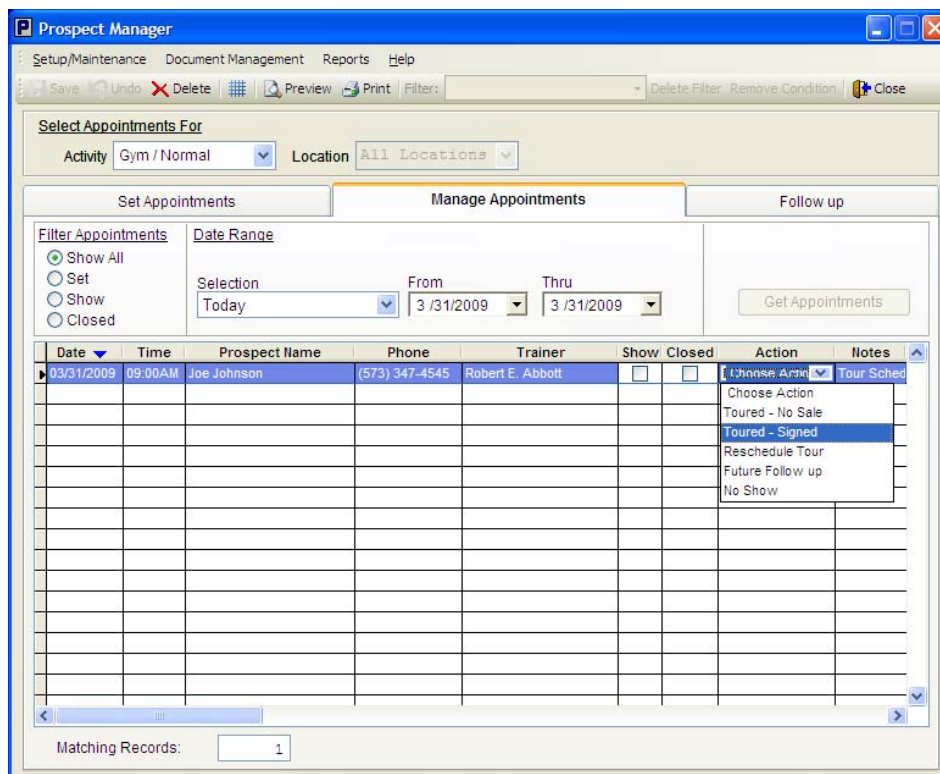 Prospect Manager
Setup/Maintenance Document Management Reports Help
Save Undo Delete Preview Print Filter: Delete Filter Remove Condition Close
Select Appointments For
Activity Gym / Normal Location All Locations
Set Appointments Manage Appointments Follow up
Filter Appointments Date Range
Show All
Set
Show
Closed
Selection From Thru
Today 3 /31/2009 3 /31/2009
Get Appointments
Date Time Prospect Name Phone Trainer Show Closed Action Notes
03/31/2009 09:00AM Joe Johnson (573) 347-4545 Robert E. Abbott Choose Actio Tour Sched
Choose Action
Toured - No Sale
Toured - Signed
Reschedule Tour
Future Follow up
No Show
Matching Records: 1